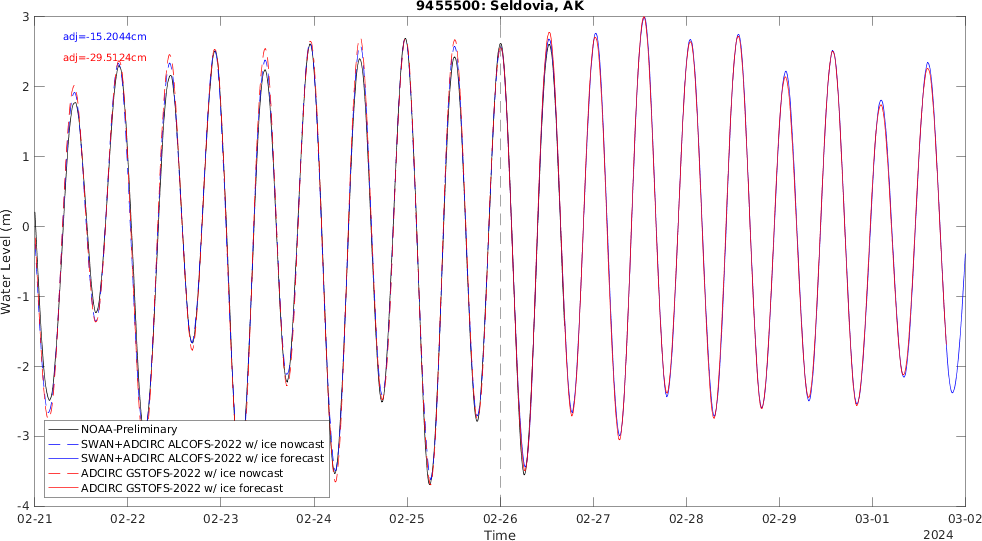 9455500: Seldovia, AK
adj=-15.2044cm
adj=-29.5124cm
3
2
1
0
-1
-2
-3
-4
Water Level (m)
NOAA-Preliminary
SWAN+ADCIRC ALCOFS-2022 w/ ice nowcast
SWAN+ADCIRC ALCOFS-2022 w/ ice forecast
ADCIRC GSTOFS-2022 w/ ice nowcast
ADCIRC GSTOFS-2022 w/ ice forecast
02-21 02-22 02-23 02-24 02-25 02-26 02-27 02-28 02-29 03-01 03-02
Time
2024